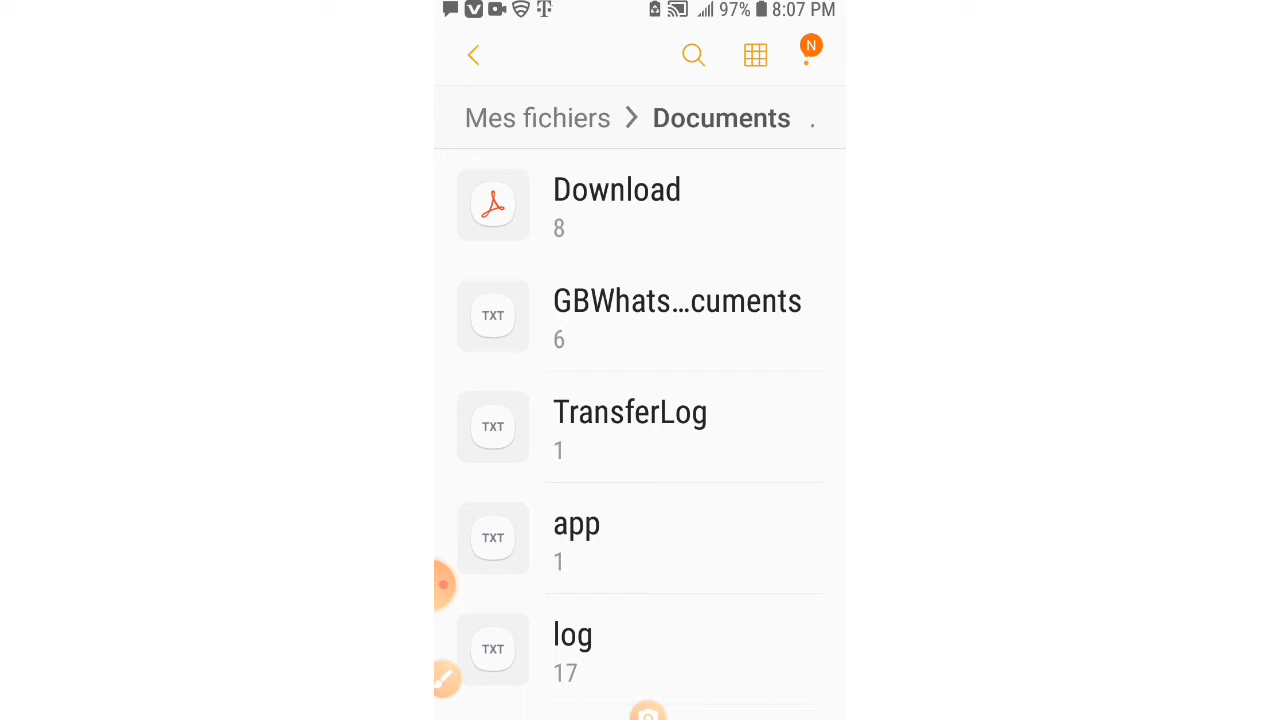 97% 8:07 PM
N
Mes fichiers > Documents .
Download
8
TXT
GBWhats...cuments
6
TXT
TransferLog
1
TXT
app
1
TXT
log
17